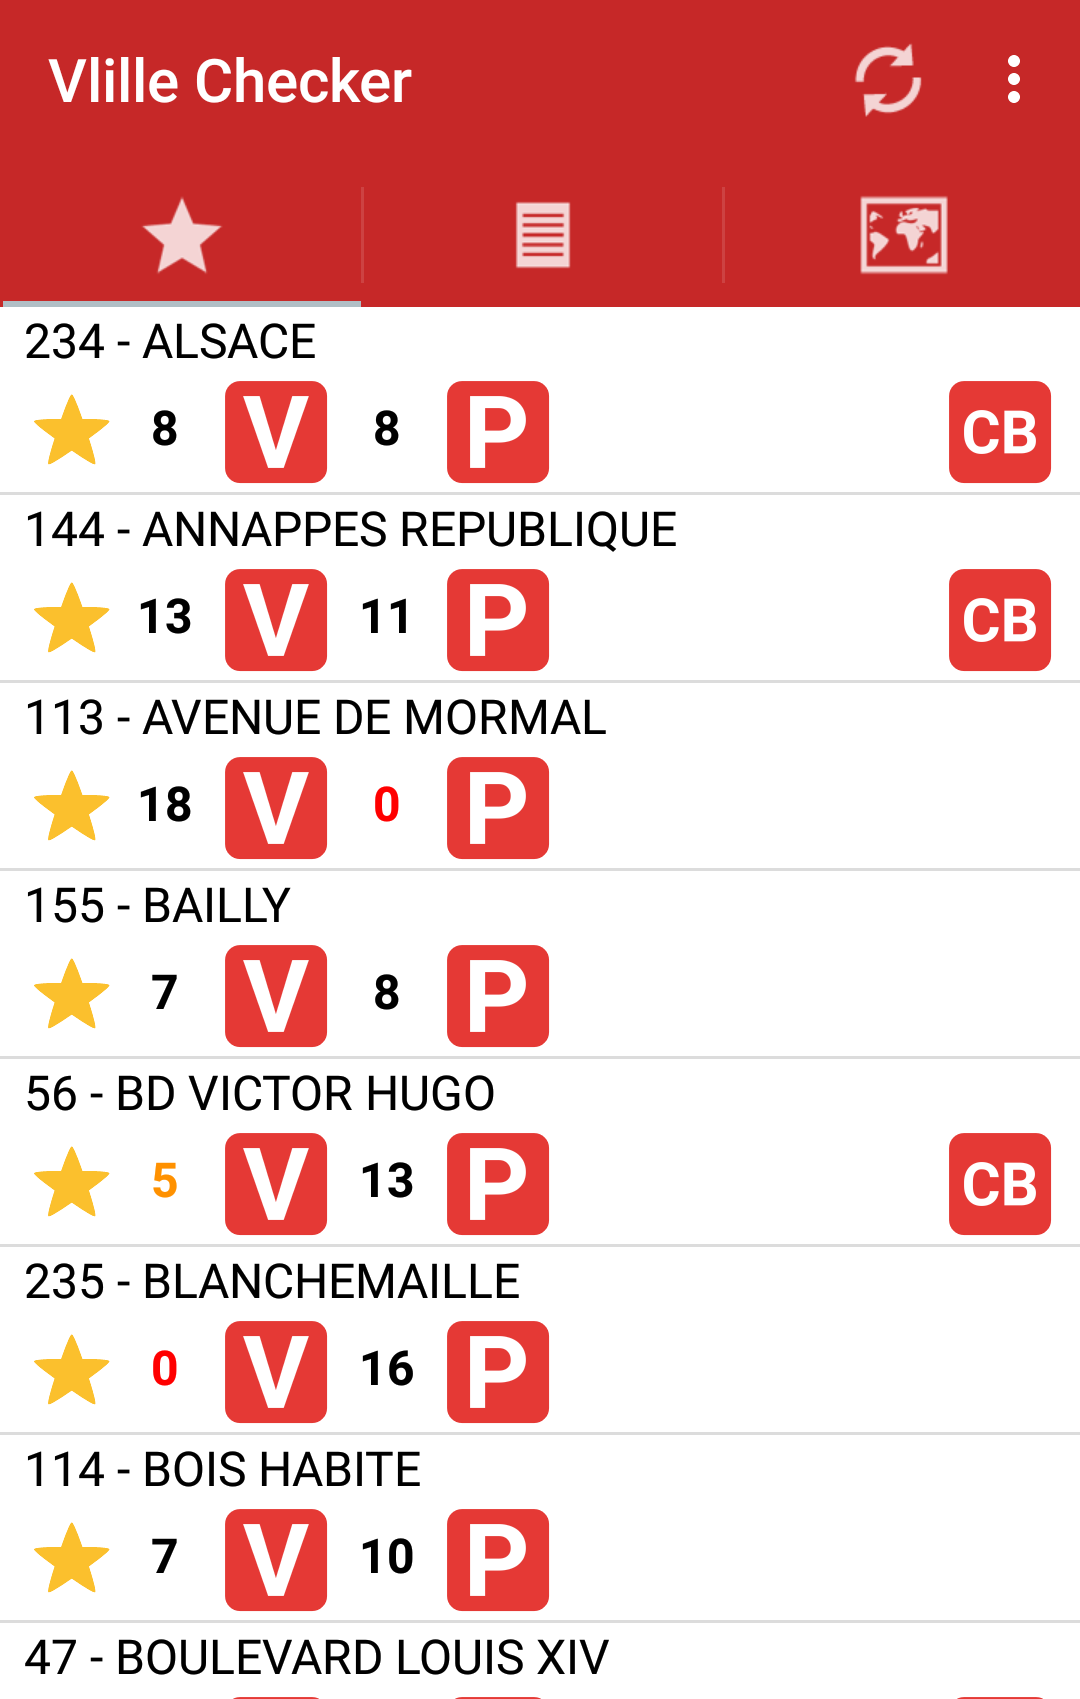 Vlille Checker
234 - ALSACE
8 V 8 P CB
144 - ANNAPPES REPUBLIQUE
13 V 11 P CB
113 - AVENUE DE MORMAL
18 V 0 P
155 - BAILLY
7 V 8 P
56 - BD VICTOR HUGO
5 V 13 P CB
235 - BLANCHEMAILLE
0 V 16 P
114 - BOIS HABITE
7 V 10 P
47 - BOULEVARD LOUIS XIV